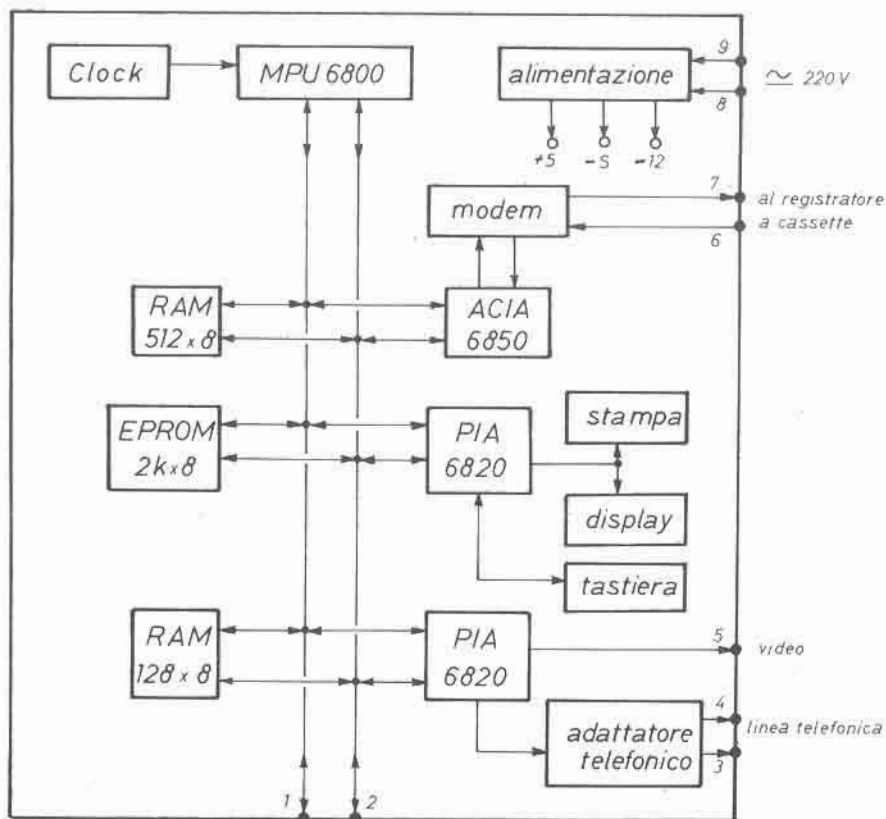 Clock
MPU 6800
alimentazione
9
8
≃ 220 V
+5
-5
-12
modem
7
6
al registratore
a cassette
RAM
512 x 8
ACIA
6850
EPROM
2k x 8
PIA
6820
stampa
display
tastiera
RAM
128 x 8
PIA
6820
5
video
adattatore
telefonico
4
3
linea telefonica
1
2